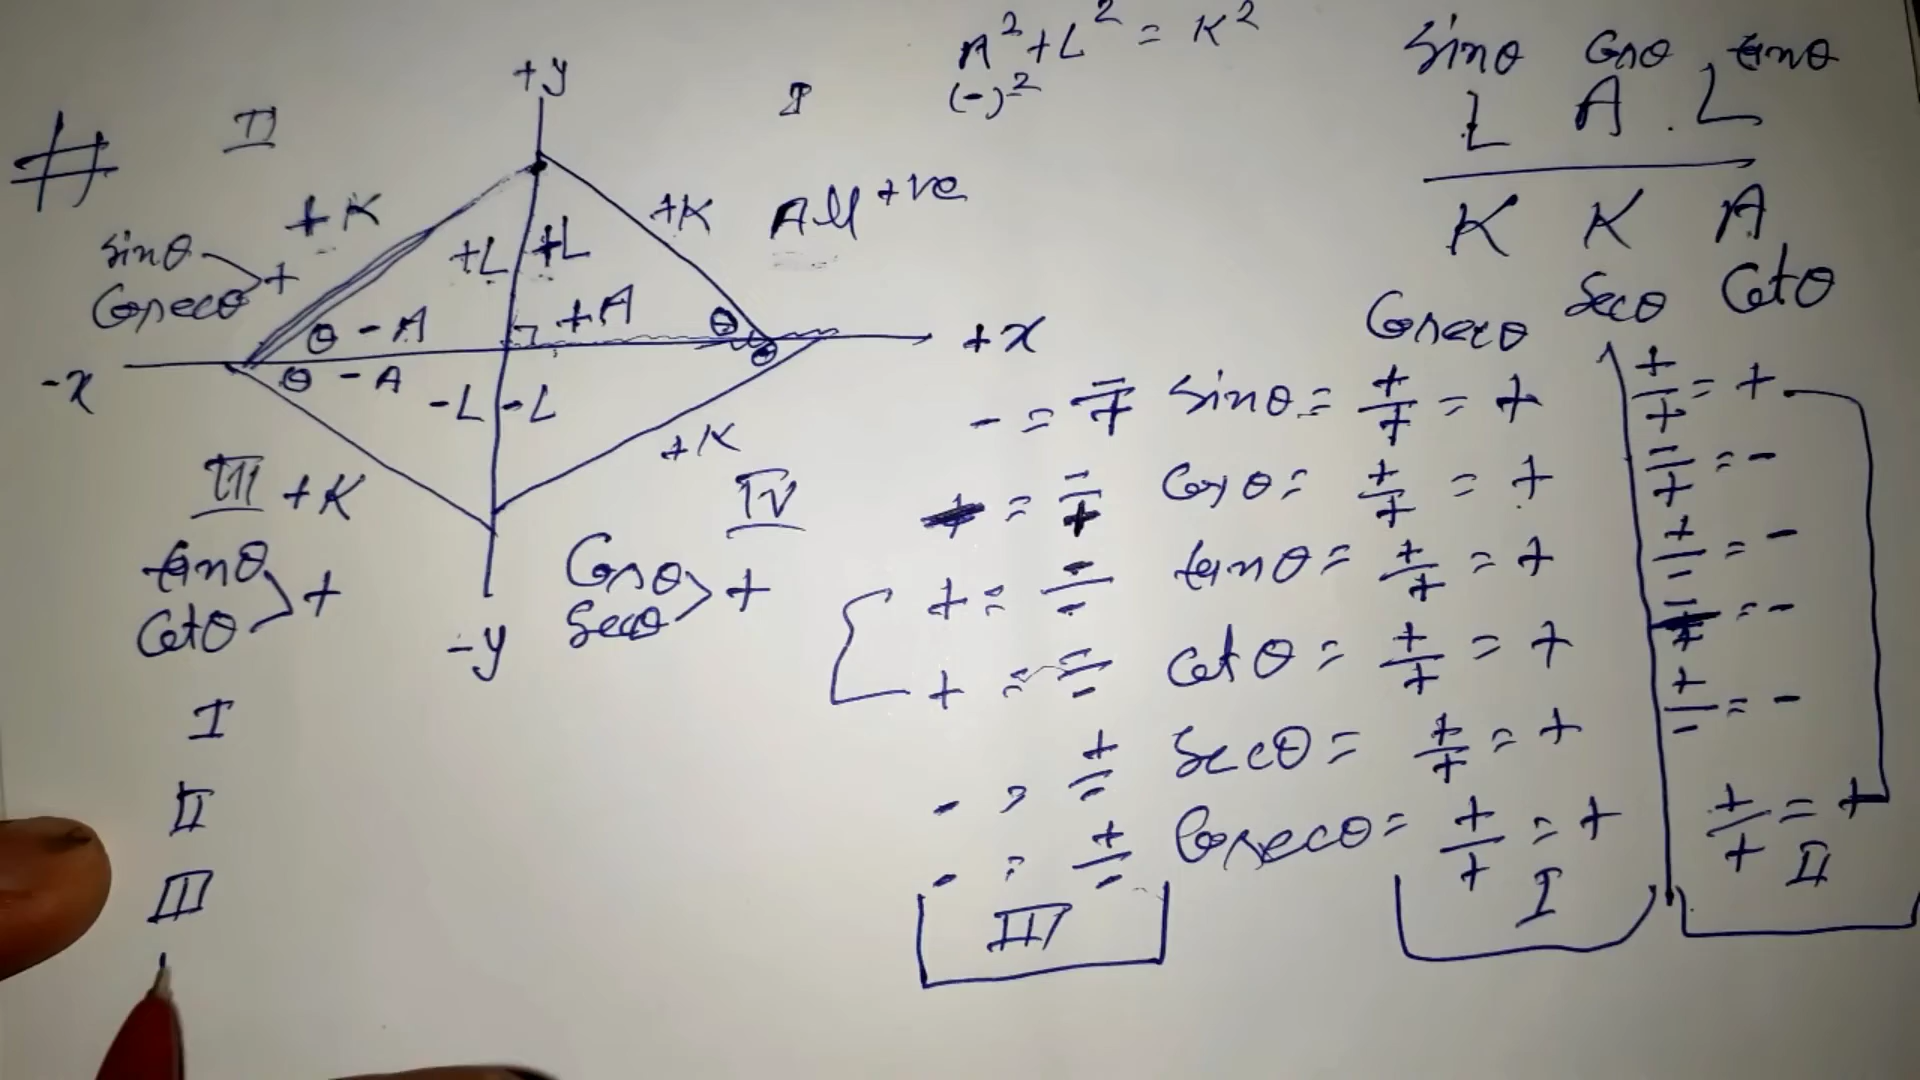 A² + L² = K²
(-)²
sinθ Cosθ tanθ
L A L
K K A
Cosecθ Secθ Cotθ
#
II
+y
I
+K
+K
All +ve
sinθ
Cosecθ
+
+L +L
θ -A
+A θ
-x
+x
θ -A
θ
-L -L
+K
III +K
IV
tanθ
Cotθ
+
Cosθ
Secθ
+
-y
I
II
III
- = -/+ sinθ = +/+ = + +/+ = +
= -/+ Cosθ = +/+ = + -/+ = -
+ = -/- tanθ = +/+ = + +/- = -
+ = -/- Cotθ = +/+ = + = -
- = +/- Secθ = +/+ = + +/- = -
- = +/- Cosecθ = +/+ = + +/+ = +
III I II